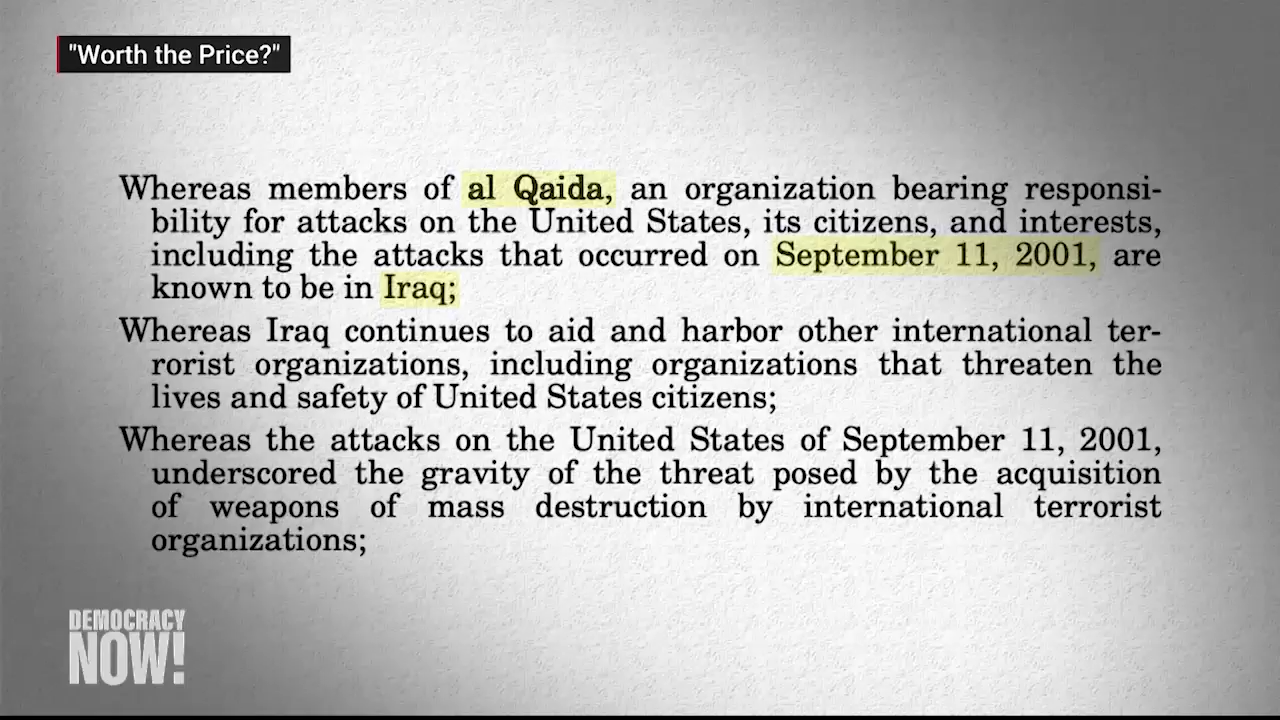 "Worth the Price?"
Whereas members of al Qaida, an organization bearing responsi-
bility for attacks on the United States, its citizens, and interests,
including the attacks that occurred on September 11, 2001, are
known to be in Iraq;
Whereas Iraq continues to aid and harbor other international ter-
rorist organizations, including organizations that threaten the
lives and safety of United States citizens;
Whereas the attacks on the United States of September 11, 2001,
underscored the gravity of the threat posed by the acquisition
of weapons of mass destruction by international terrorist
organizations;
DEMOCRACY
NOW!